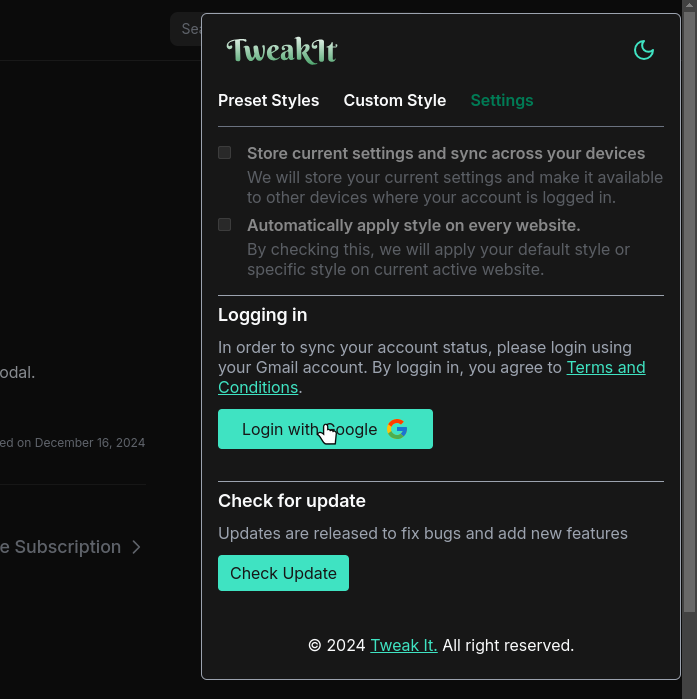 Sea
TweakIt
Preset Styles Custom Style Settings
Store current settings and sync across your devices
We will store your current settings and make it available
to other devices where your account is logged in.
Automatically apply style on every website.
By checking this, we will apply your default style or
specific style on current active website.
Logging in
In order to sync your account status, please login using
your Gmail account. By loggin in, you agree to Terms and
Conditions.
odal.
Login with Google
ed on December 16, 2024
Check for update
Updates are released to fix bugs and add new features
e Subscription
Check Update
© 2024 Tweak It. All right reserved.